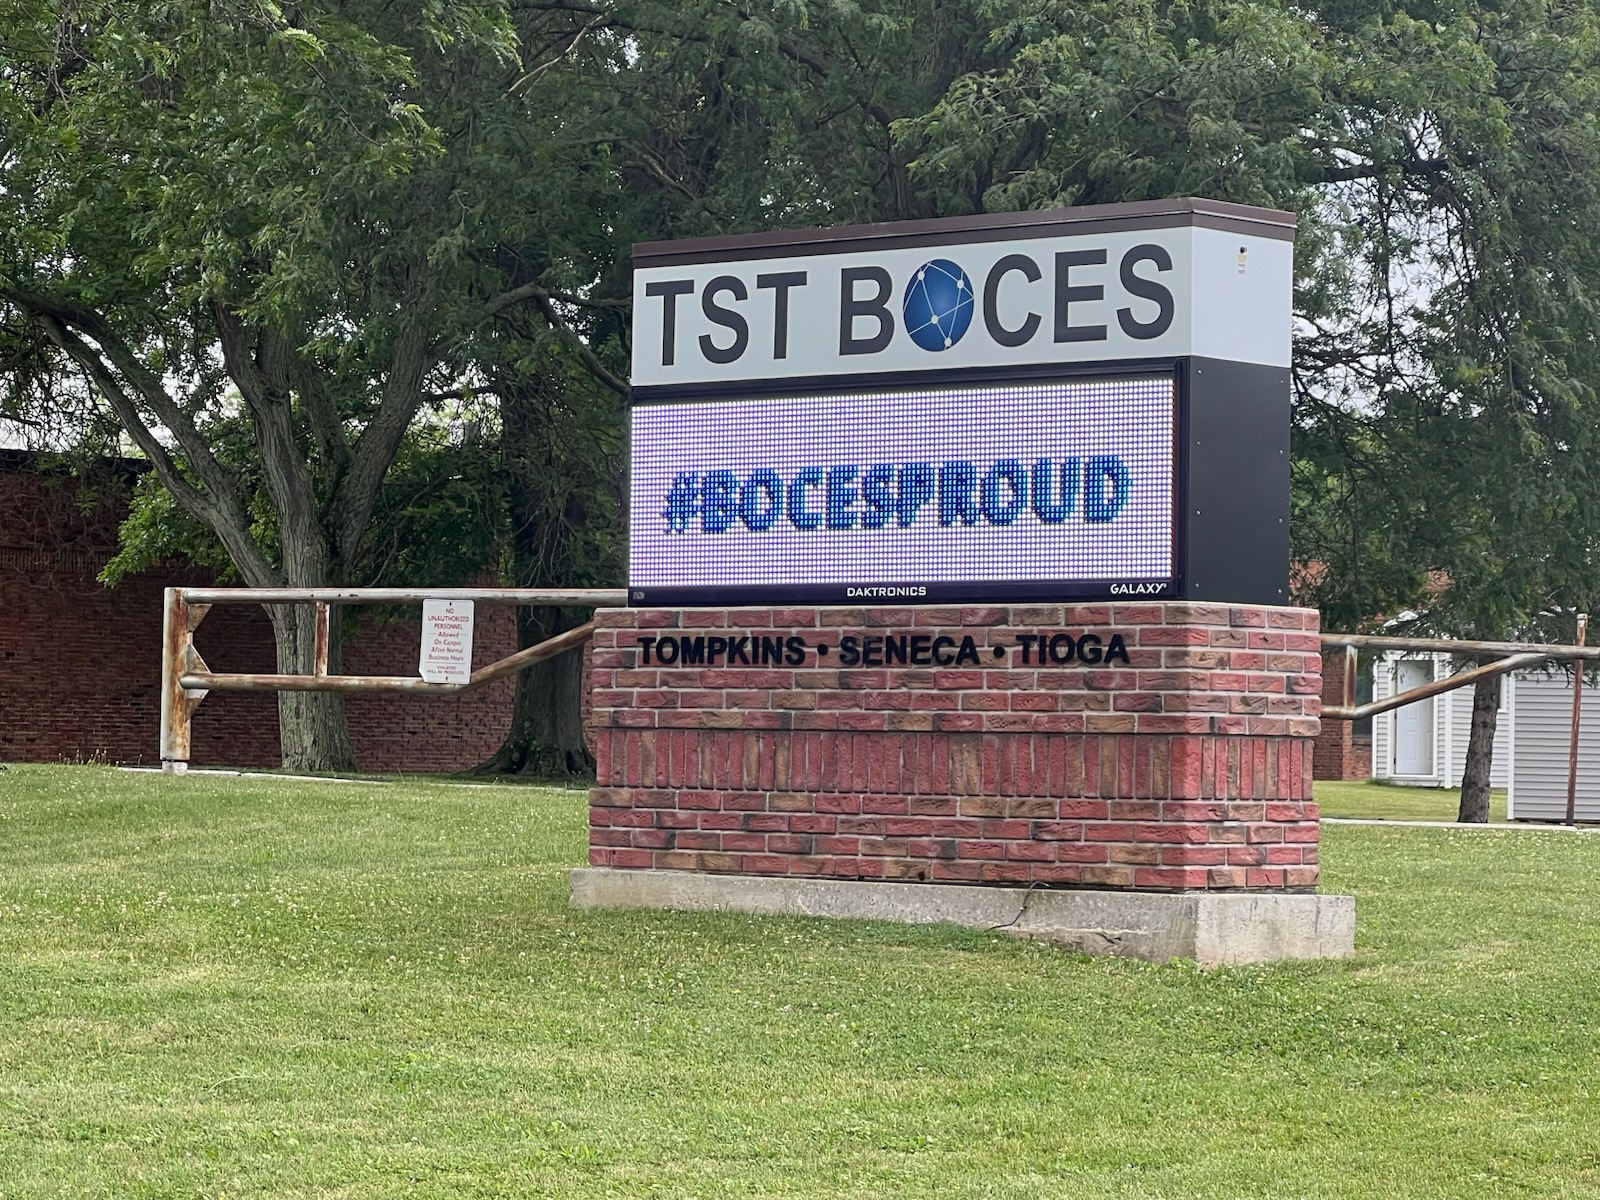 TST BOCES
#BOCESPROUD
DAKTRONICS GALAXY®
TOMPKINS • SENECA • TIOGA
NO
UNAUTHORIZED
PERSONNEL
Allowed
On Campus
After Normal
Business Hours